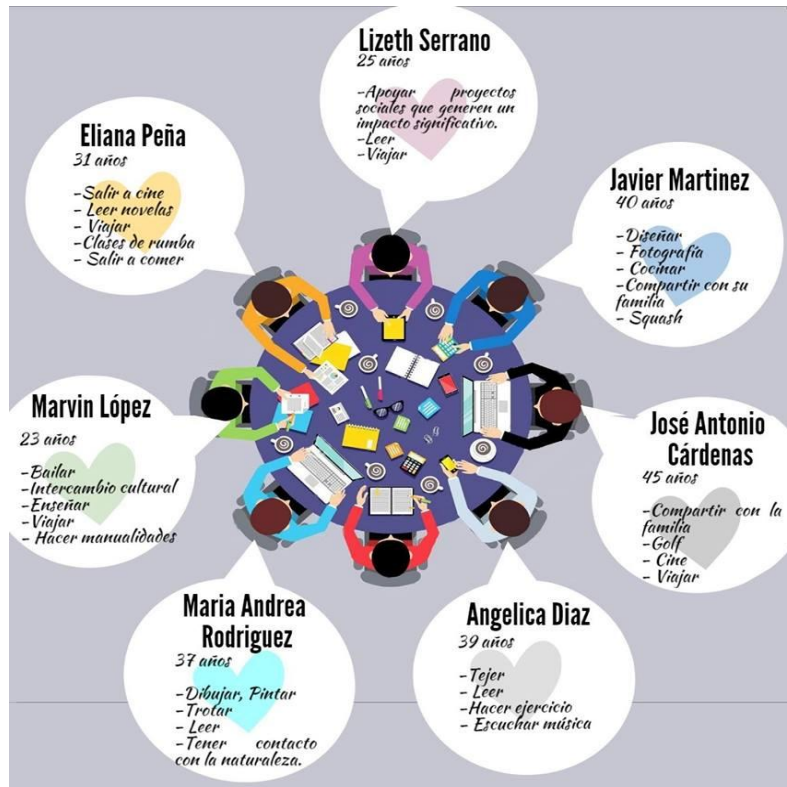 Lizeth Serrano
25 años
-Apoyar proyectos
sociales que generen un
impacto significativo.
-Leer
-Viajar
Eliana Peña
31 años
-Salir a cine
- Leer novelas
- Viajar
-Clases de rumba
- Salir a comer
Javier Martinez
40 años
-Diseñar
- Fotografía
- Cocinar
-Compartir con su
familia
- Squash
Marvin López
23 años
-Bailar
-Intercambio cultural
-Enseñar
-Viajar
- Hacer manualidades
José Antonio
Cárdenas
45 años
-Compartir con la
familia
-Golf
- Cine
- Viajar
Maria Andrea
Rodriguez
37 años
-Dibujar, Pintar
-Trotar
- Leer
-Tener contacto
con la naturaleza.
Angelica Diaz
39 años
-Tejer
- Leer
-Hacer ejercicio
- Escuchar música